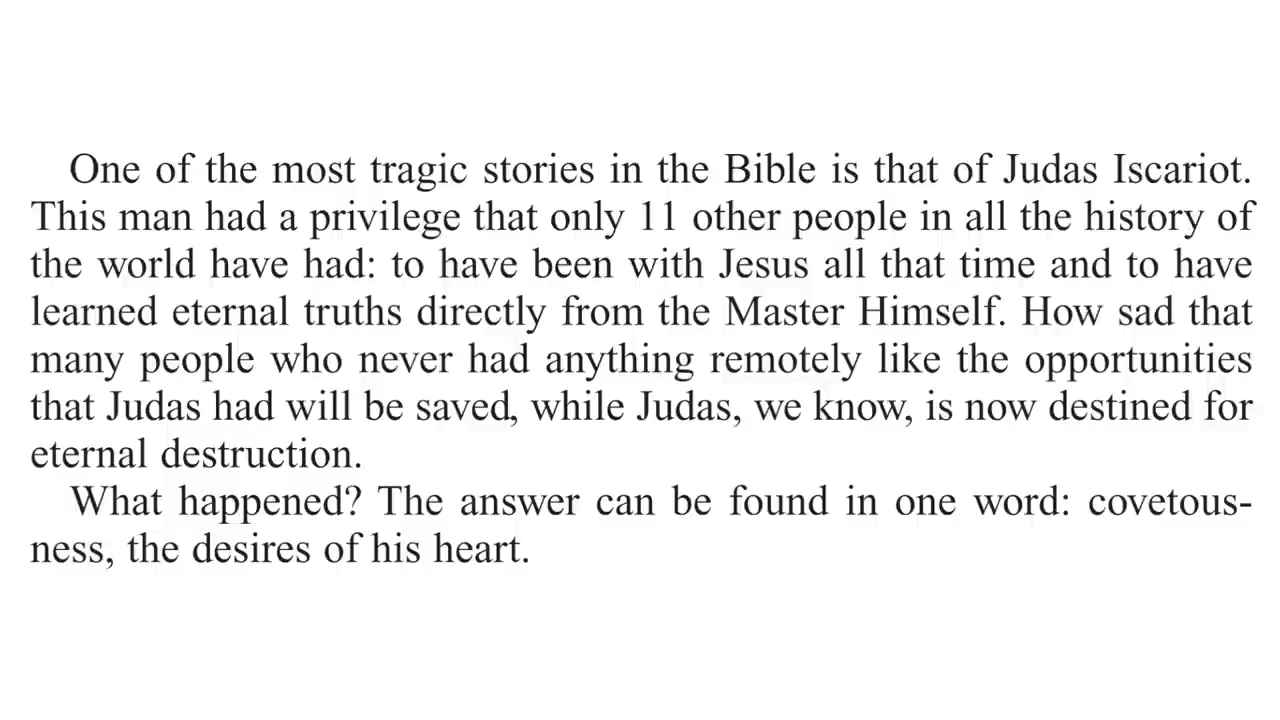 One of the most tragic stories in the Bible is that of Judas Iscariot.
This man had a privilege that only 11 other people in all the history of
the world have had: to have been with Jesus all that time and to have
learned eternal truths directly from the Master Himself. How sad that
many people who never had anything remotely like the opportunities
that Judas had will be saved, while Judas, we know, is now destined for
eternal destruction.
What happened? The answer can be found in one word: covetous-
ness, the desires of his heart.